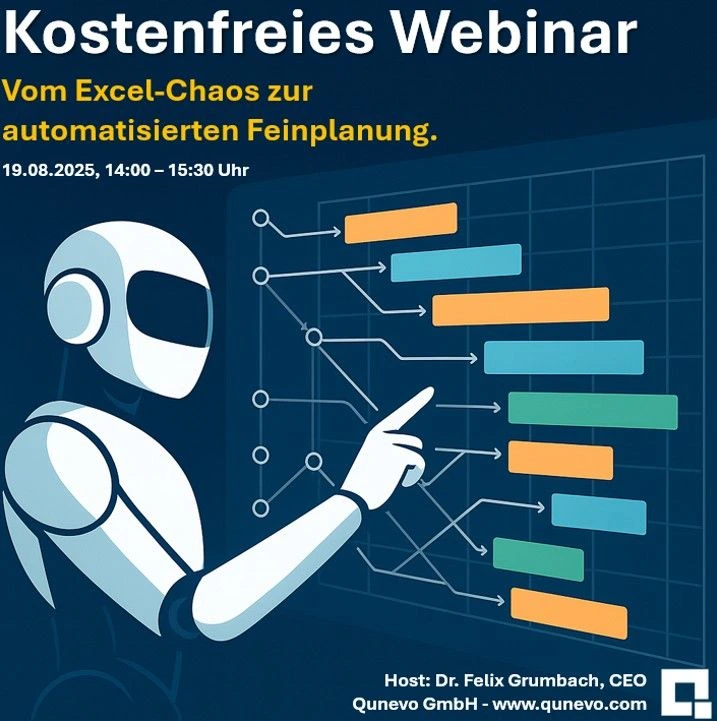 Kostenfreies Webinar
Vom Excel-Chaos zur
automatisierten Feinplanung.
19.08.2025, 14:00 – 15:30 Uhr
Host: Dr. Felix Grumbach, CEO
Qunevo GmbH - www.qunevo.com